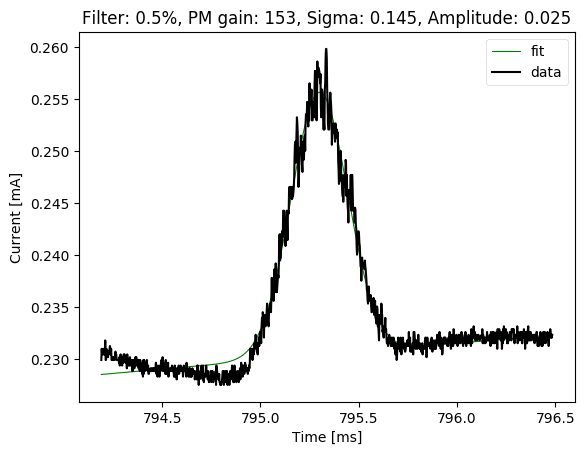 Filter: 0.5%, PM gain: 153, Sigma: 0.145, Amplitude: 0.025
fit
data
0.260
0.255
0.250
0.245
0.240
0.235
0.230
Current [mA]
794.5 795.0 795.5 796.0 796.5
Time [ms]